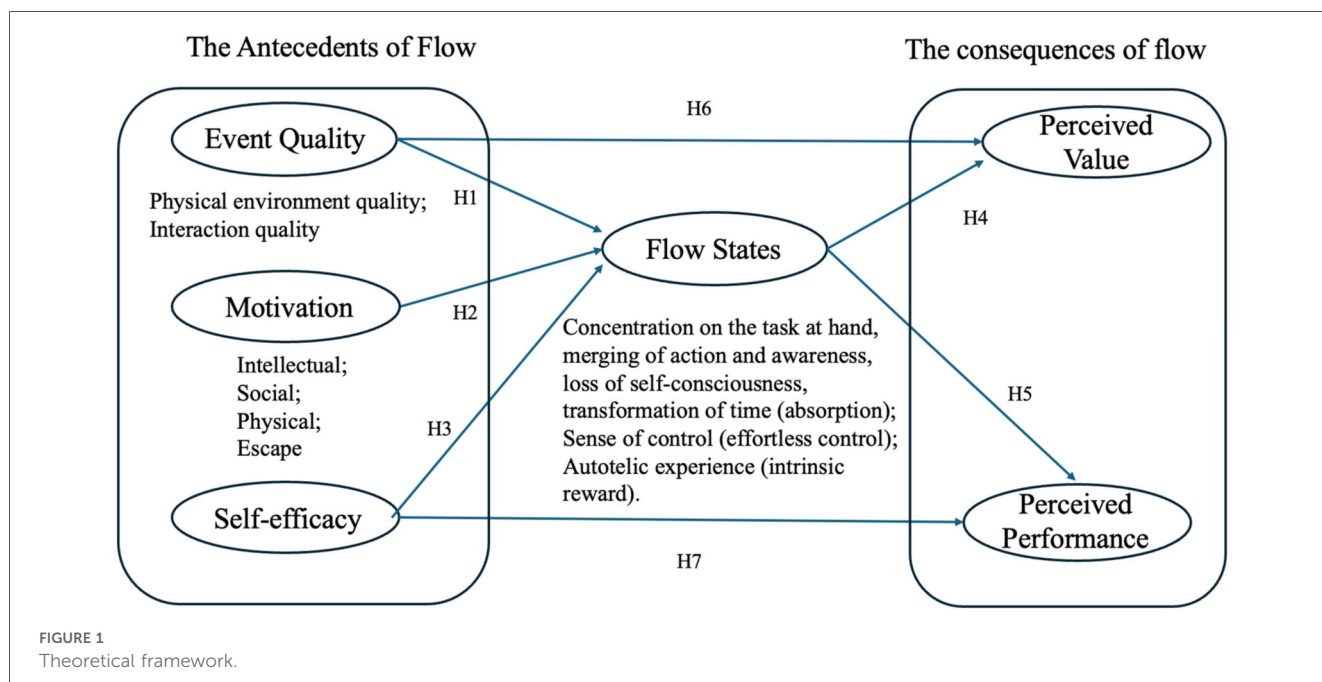 The Antecedents of Flow
The consequences of flow
Event Quality
H6
Perceived
Value
Physical environment quality;
Interaction quality
H1
H4
Flow States
Motivation
H2
Intellectual;
Social;
Physical;
Escape
H3
Concentration on the task at hand,
merging of action and awareness,
loss of self-consciousness,
transformation of time (absorption);
Sense of control (effortless control);
Autotelic experience (intrinsic
reward).
H5
Self-efficacy
Perceived
Performance
H7
FIGURE 1
Theoretical framework.